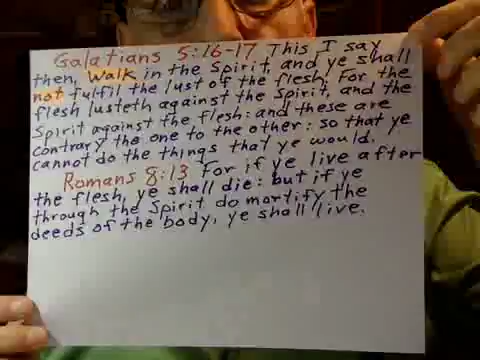 Galatians 5:16-17 This I say
then, Walk in the Spirit, and ye shall
not fulfil the lust of the flesh. For the
flesh lusteth against the Spirit, and the
Spirit against the flesh: and these are
contrary the one to the other: so that ye
cannot do the things that ye would.
Romans 8:13 For if ye live after
the flesh, ye shall die: but if ye
through the Spirit do mortify the
deeds of the body, ye shall live.